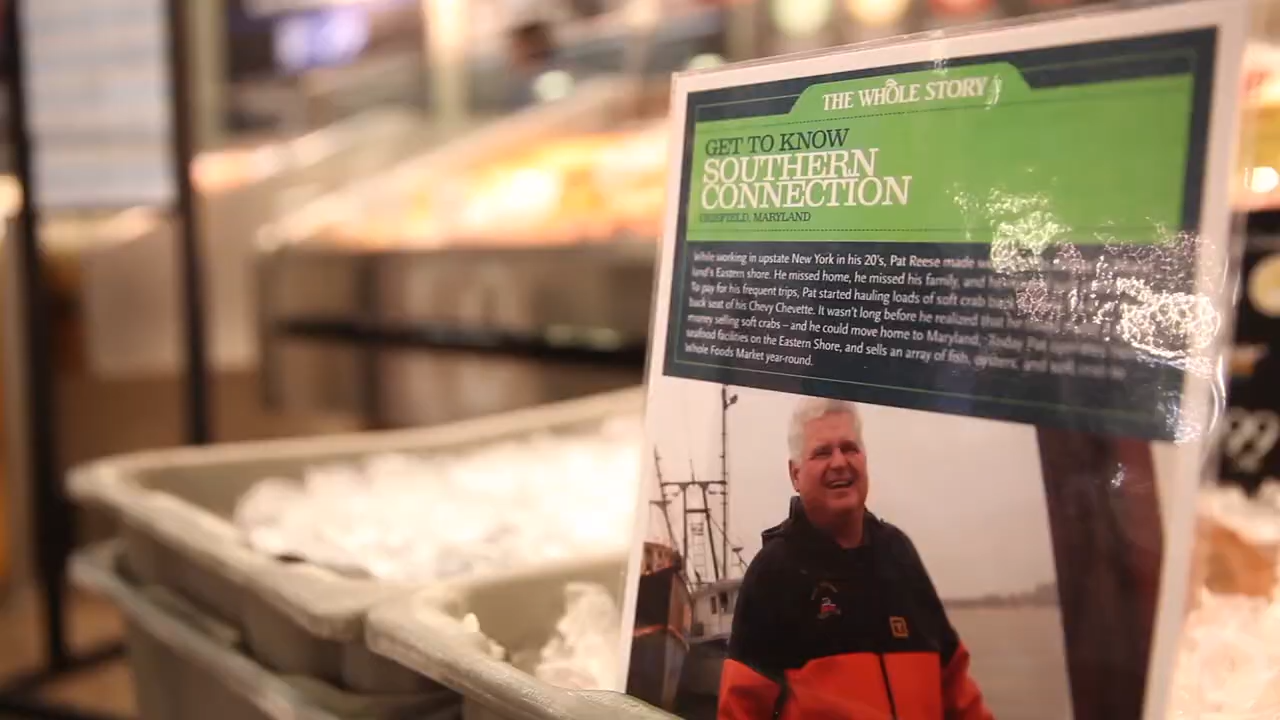 THE WHOLE STORY
GET TO KNOW
SOUTHERN
CONNECTION
CRISFIELD, MARYLAND
While working in upstate New York in his 20's, Pat Reese made
land's Eastern shore. He missed home, he missed his family, and
To pay for his frequent trips, Pat started hauling loads of soft crab
back seat of his Chevy Chevette. It wasn't long before he realized that he
money selling soft crabs – and he could move home to Maryland. Today, Pat
seafood facilities on the Eastern Shore, and sells an array of fish, oysters, and
Whole Foods Market year-round.
99